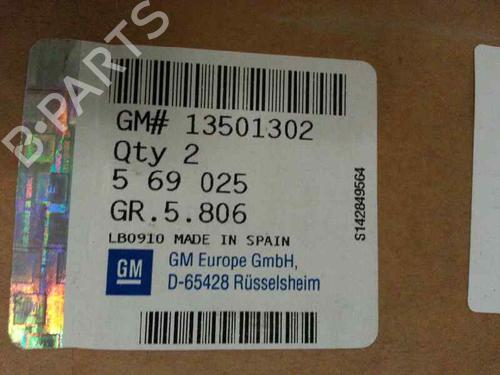 GM# 13501302
Qty 2
5 69 025
GR.5.806
LB0910 MADE IN SPAIN
GM
GM Europe GmbH,
D-65428 Rüsselsheim
S142849564
B-PARTS